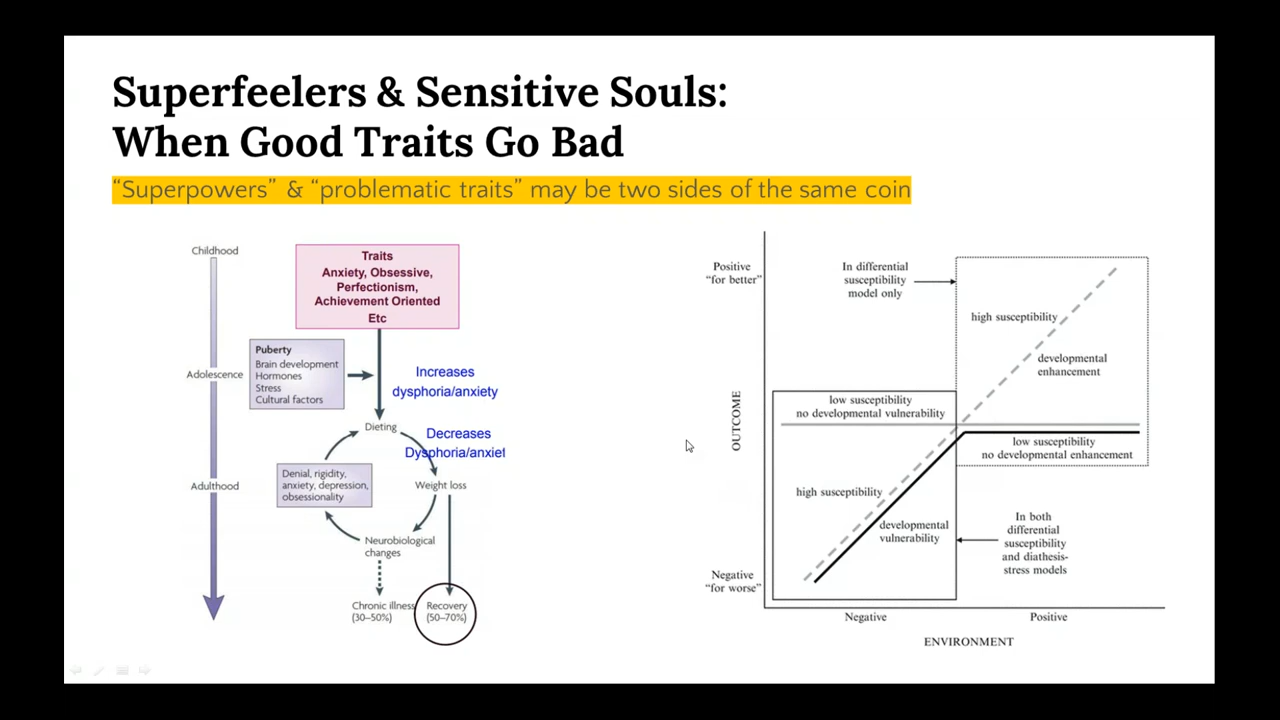 Superfeelers & Sensitive Souls:
When Good Traits Go Bad
“Superpowers” & “problematic traits” may be two sides of the same coin
Childhood
Adolescence
Adulthood
Traits
Anxiety, Obsessive,
Perfectionism,
Achievement Oriented
Etc
Puberty
Brain development
Hormones
Stress
Cultural factors
Increases
dysphoria/anxiety
Dieting
Decreases
Dysphoria/anxiet
Denial, rigidity,
anxiety, depression,
obsessionality
Weight loss
Neurobiological
changes
Chronic illness
(30–50%)
Recovery
(50–70%)
Positive
“for better”
OUTCOME
Negative
“for worse”
In differential
susceptibility
model only
high susceptibility
developmental
enhancement
low susceptibility
no developmental vulnerability
low susceptibility
no developmental enhancement
high susceptibility
developmental
vulnerability
In both
differential
susceptibility
and diathesis-
stress models
Negative
Positive
ENVIRONMENT